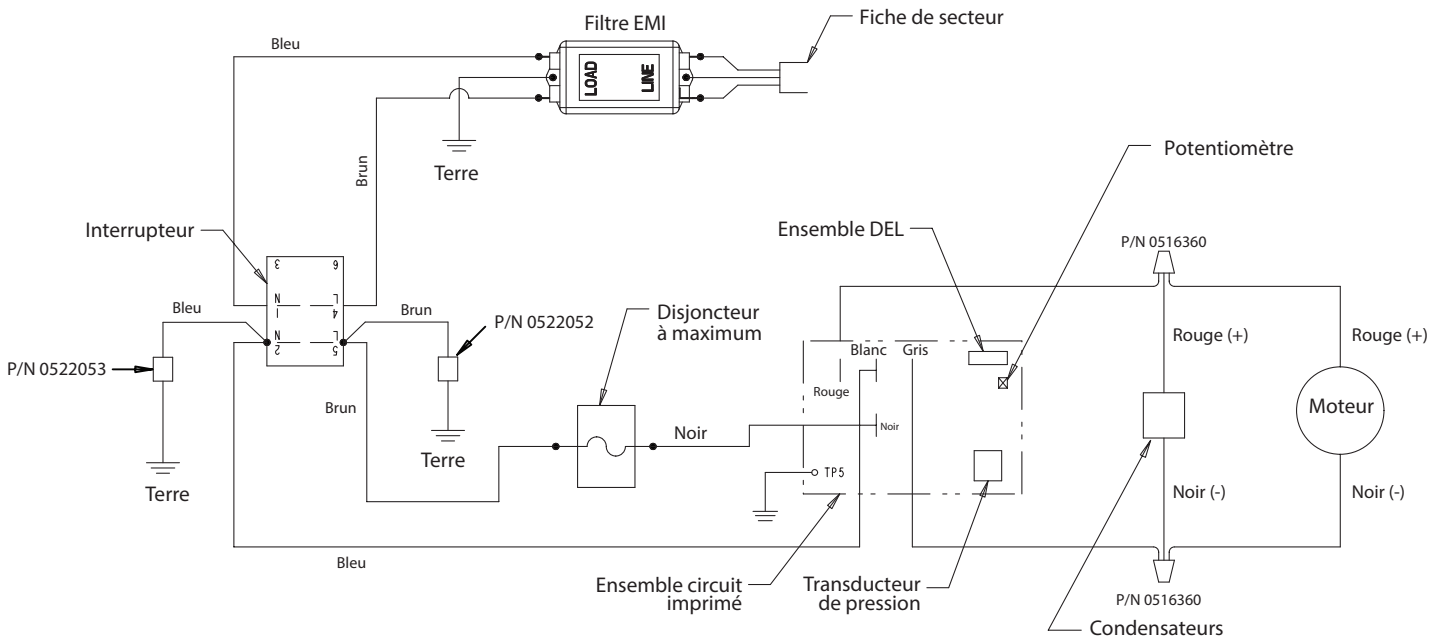 Fiche de secteur
Filtre EMI
Bleu
LOAD
LINE
Terre
Brun
Potentiomètre
Interrupteur
Ensemble DEL
P/N 0516360
3
6
N
L
1
4
N
L
2
5
Bleu
Brun
P/N 0522052
Disjoncteur
à maximum
P/N 0522053
Blanc
Gris
Rouge (+)
Rouge (+)
Rouge
Moteur
Brun
Noir
Noir
Terre
Terre
TP5
Noir (-)
Noir (-)
Bleu
Ensemble circuit
imprimé
Transducteur
de pression
P/N 0516360
Condensateurs